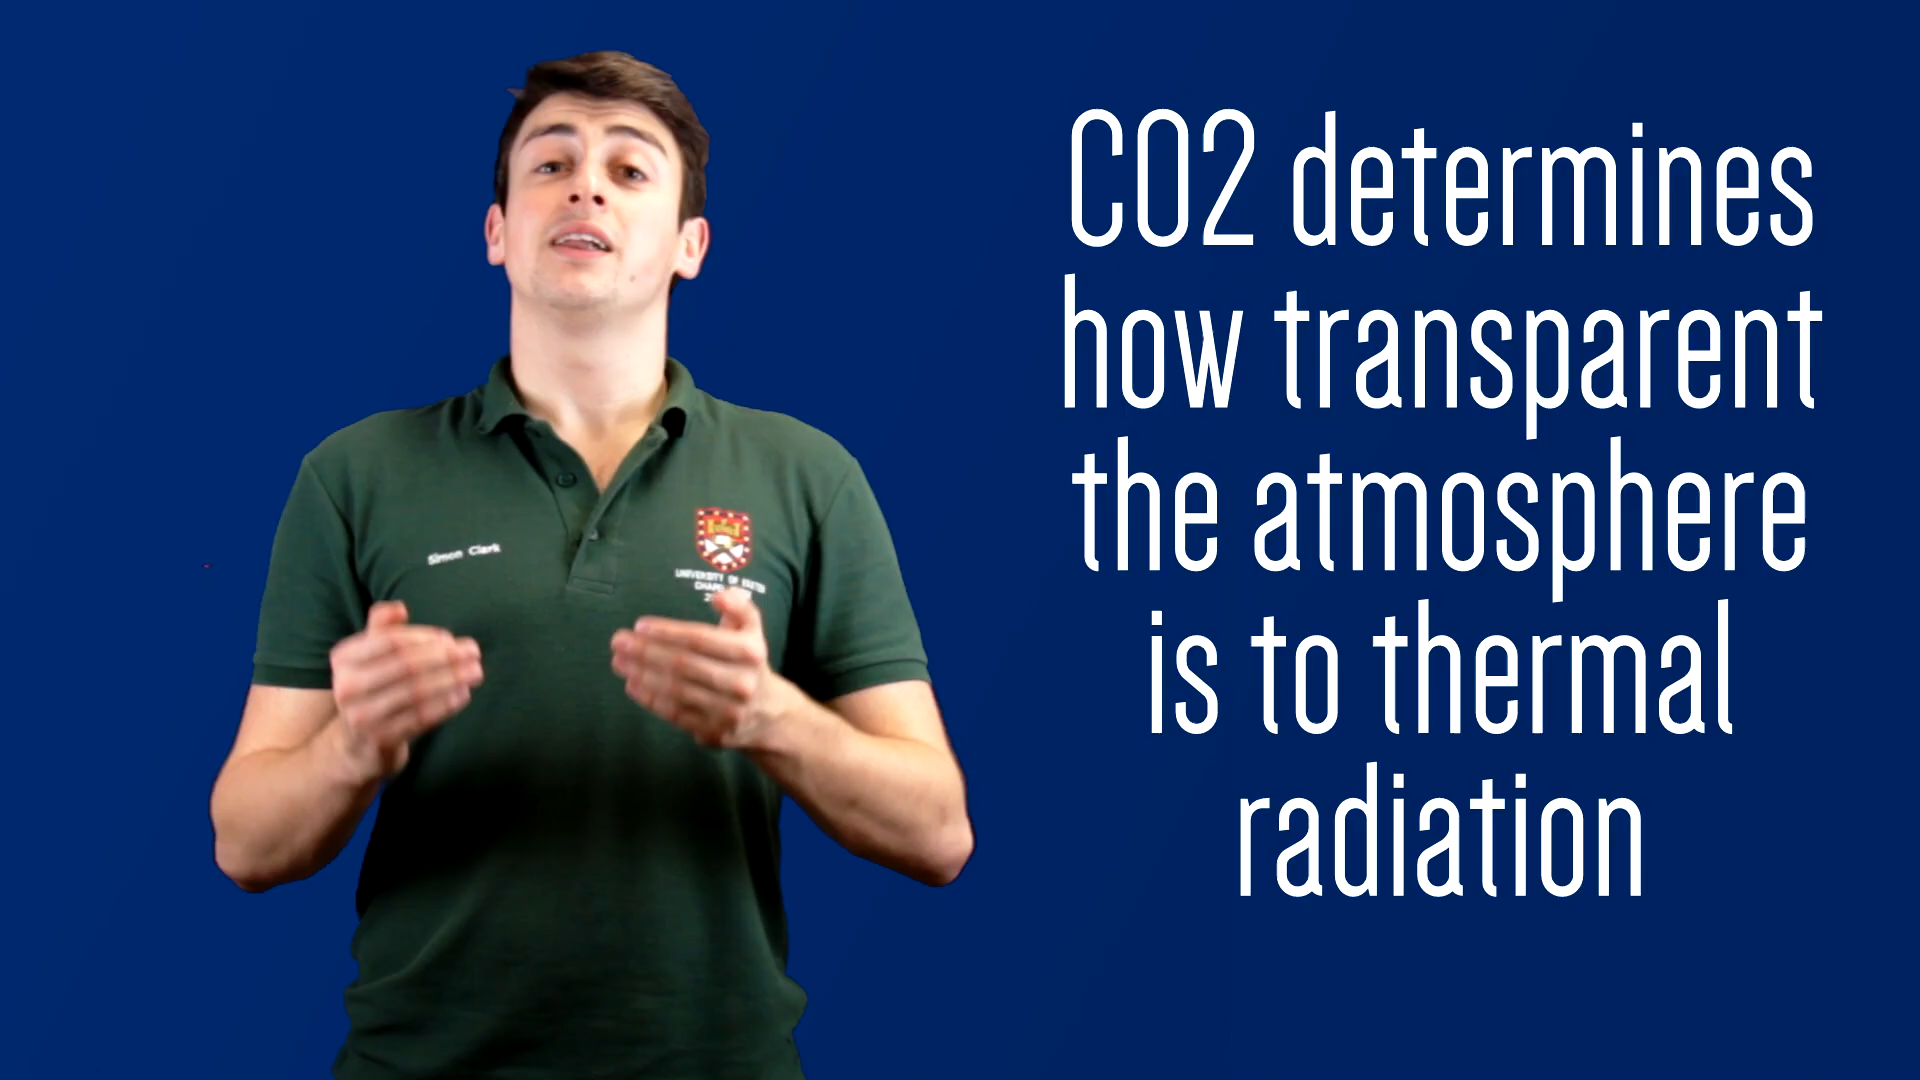 CO2 determines
how transparent
the atmosphere
is to thermal
radiation
Simon Clark
UNIVERSITY OF EXETER